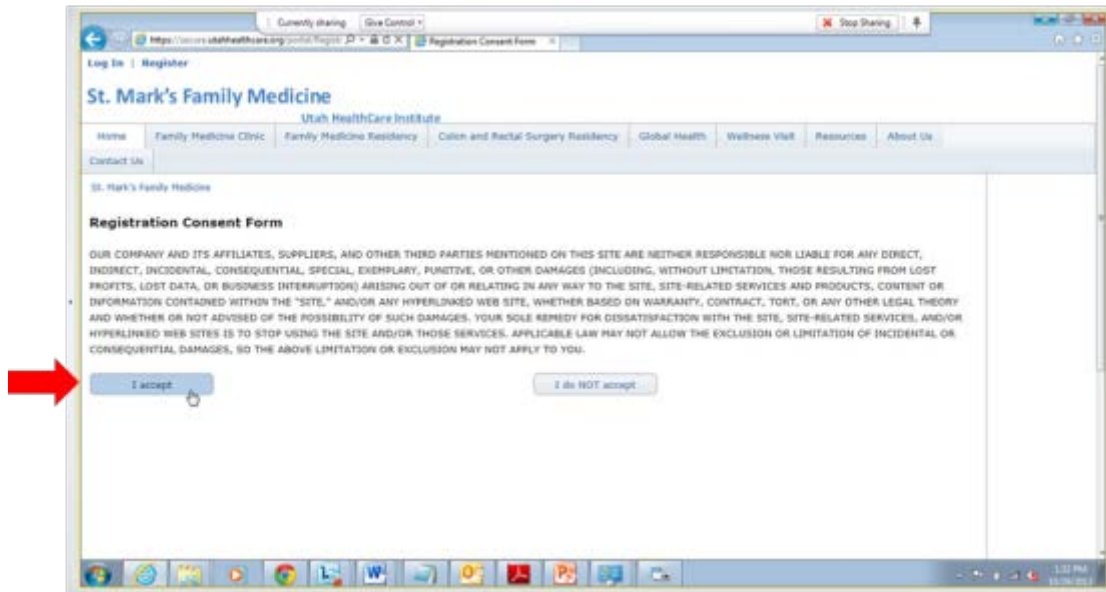 Currently sharing Give Control Stop Sharing
Registration Consent Form
Log In | Register
St. Mark's Family Medicine
Utah HealthCare Institute
Home Family Medicine Clinic Family Medicine Residency Colon and Rectal Surgery Residency Global Health Wellness Visit Resources About Us
Contact Us
St. Mark's Family Medicine
Registration Consent Form
OUR COMPANY AND ITS AFFILIATES, SUPPLIERS, AND OTHER THIRD PARTIES MENTIONED ON THIS SITE ARE NEITHER RESPONSIBLE NOR LIABLE FOR ANY DIRECT,
INDIRECT, INCIDENTAL, CONSEQUENTIAL, SPECIAL, EXEMPLARY, PUNITIVE, OR OTHER DAMAGES (INCLUDING, WITHOUT LIMITATION, THOSE RESULTING FROM LOST
PROFITS, LOST DATA, OR BUSINESS INTERRUPTION) ARISING OUT OF OR RELATING IN ANY WAY TO THE SITE, SITE-RELATED SERVICES AND PRODUCTS, CONTENT OR
INFORMATION CONTAINED WITHIN THE "SITE," AND/OR ANY HYPERLINKED WEB SITE, WHETHER BASED ON WARRANTY, CONTRACT, TORT, OR ANY OTHER LEGAL THEORY
AND WHETHER OR NOT ADVISED OF THE POSSIBILITY OF SUCH DAMAGES. YOUR SOLE REMEDY FOR DISSATISFACTION WITH THE SITE, SITE-RELATED SERVICES, AND/OR
HYPERLINKED WEB SITES IS TO STOP USING THE SITE AND/OR THOSE SERVICES. APPLICABLE LAW MAY NOT ALLOW THE EXCLUSION OR LIMITATION OF INCIDENTAL OR
CONSEQUENTIAL DAMAGES, SO THE ABOVE LIMITATION OR EXCLUSION MAY NOT APPLY TO YOU.
I accept I do NOT accept